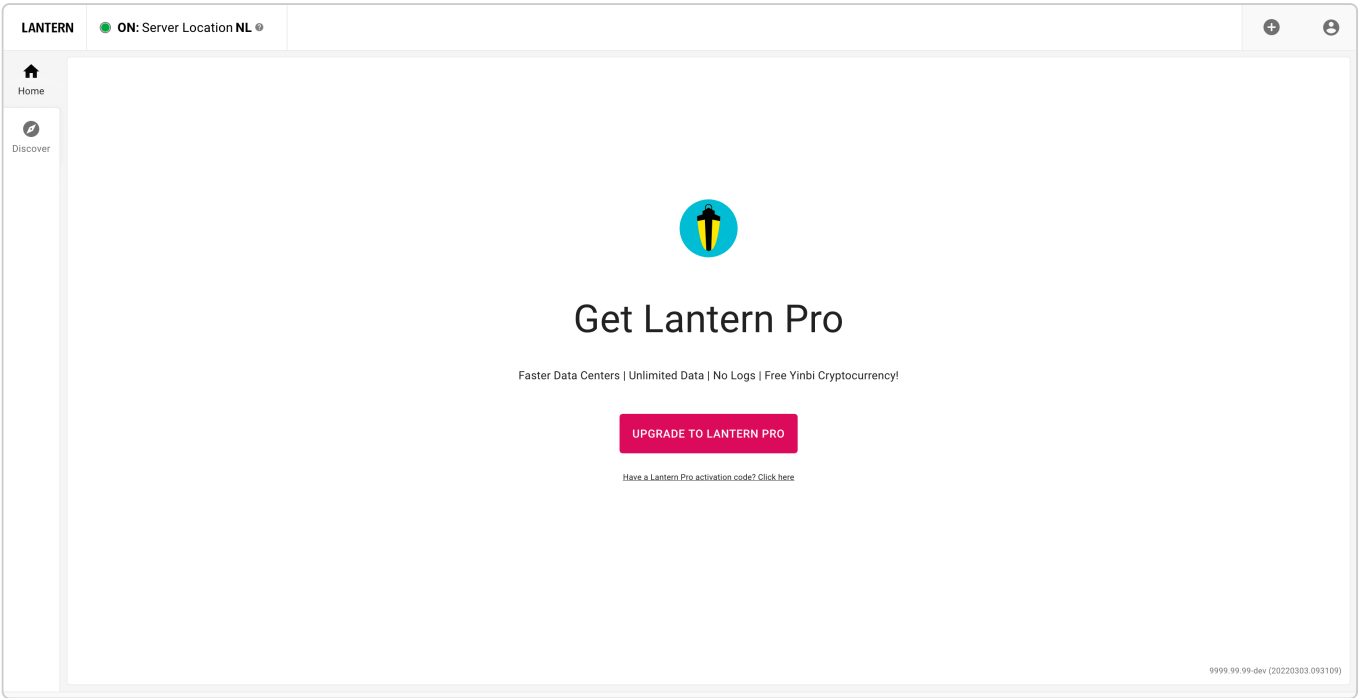 LANTERN
ON: Server Location NL
Home
Discover
Get Lantern Pro
Faster Data Centers | Unlimited Data | No Logs | Free Yinbi Cryptocurrency!
UPGRADE TO LANTERN PRO
Have a Lantern Pro activation code? Click here
9999.99.99-dev (20220303.093109)